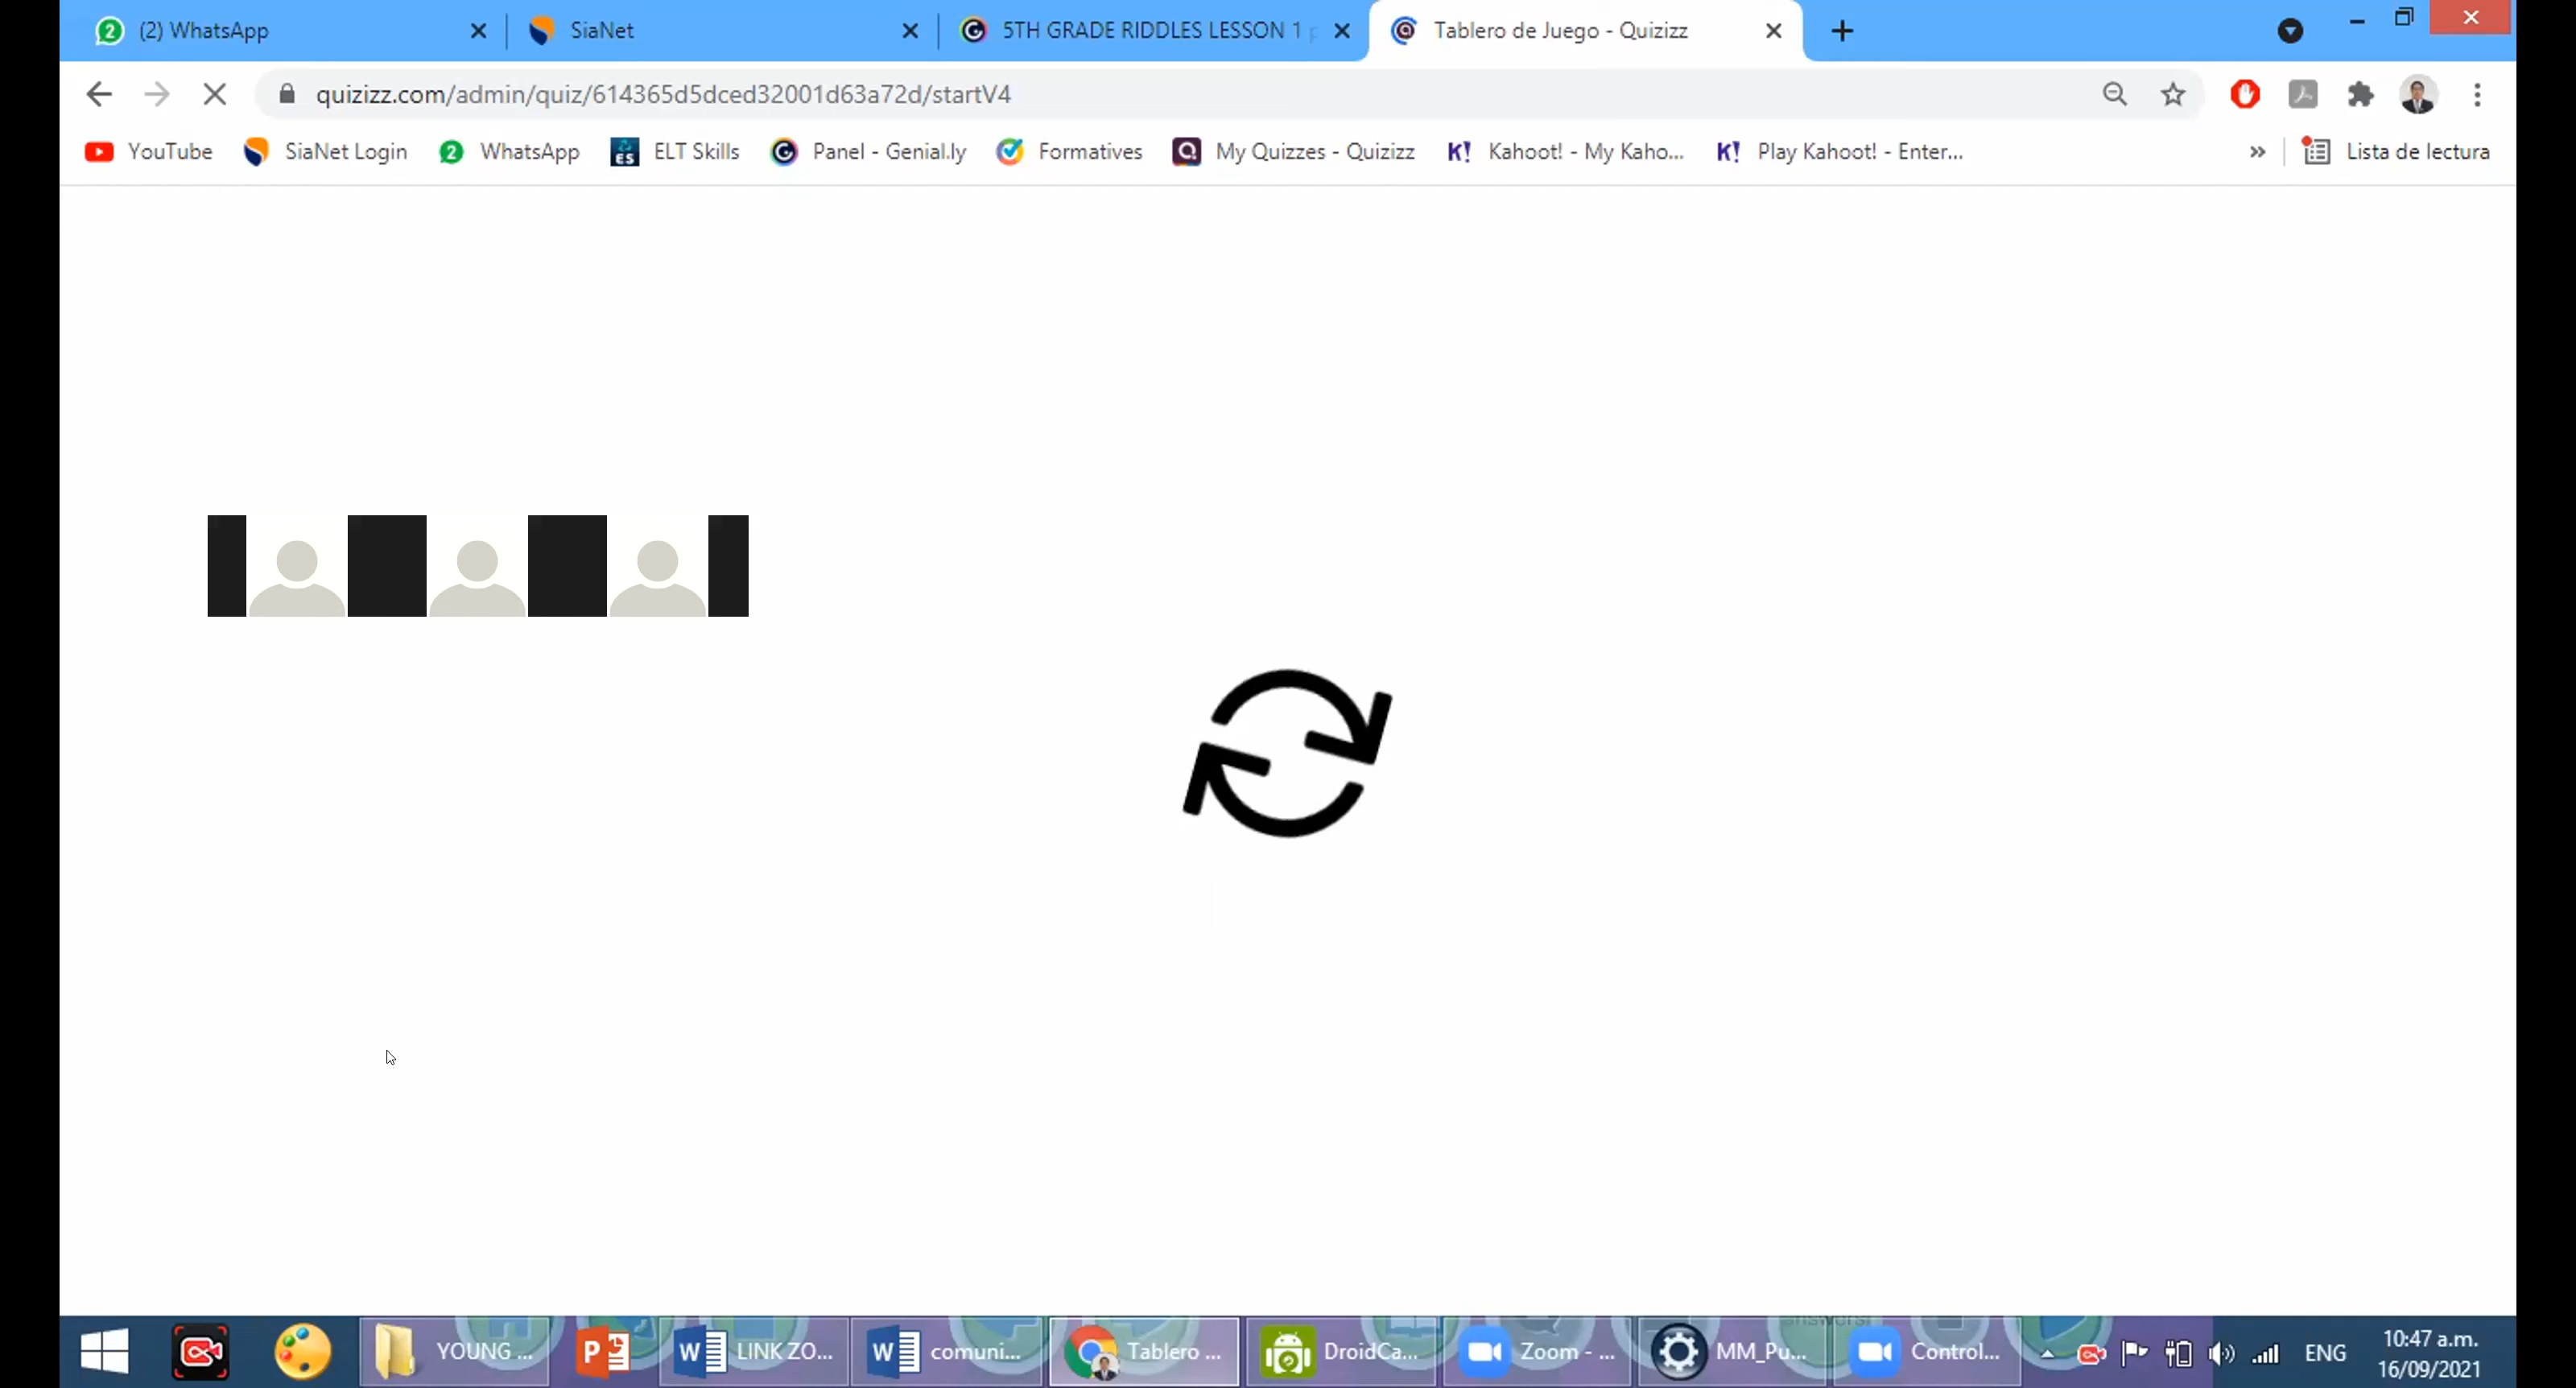 (2) WhatsApp
SiaNet
5TH GRADE RIDDLES LESSON 1
Tablero de Juego - Quizizz
quizizz.com/admin/quiz/614365d5dced32001d63a72d/startV4
YouTube
SiaNet Login
WhatsApp
ELT Skills
Panel - Genial.ly
Formatives
My Quizzes - Quizizz
Kahoot! - My Kaho...
Play Kahoot! - Enter...
»
Lista de lectura
YOUNG ...
LINK ZO...
comuni...
Tablero ...
DroidCa...
Zoom - ...
MM_Pu...
Control...
ENG
10:47 a.m.
16/09/2021